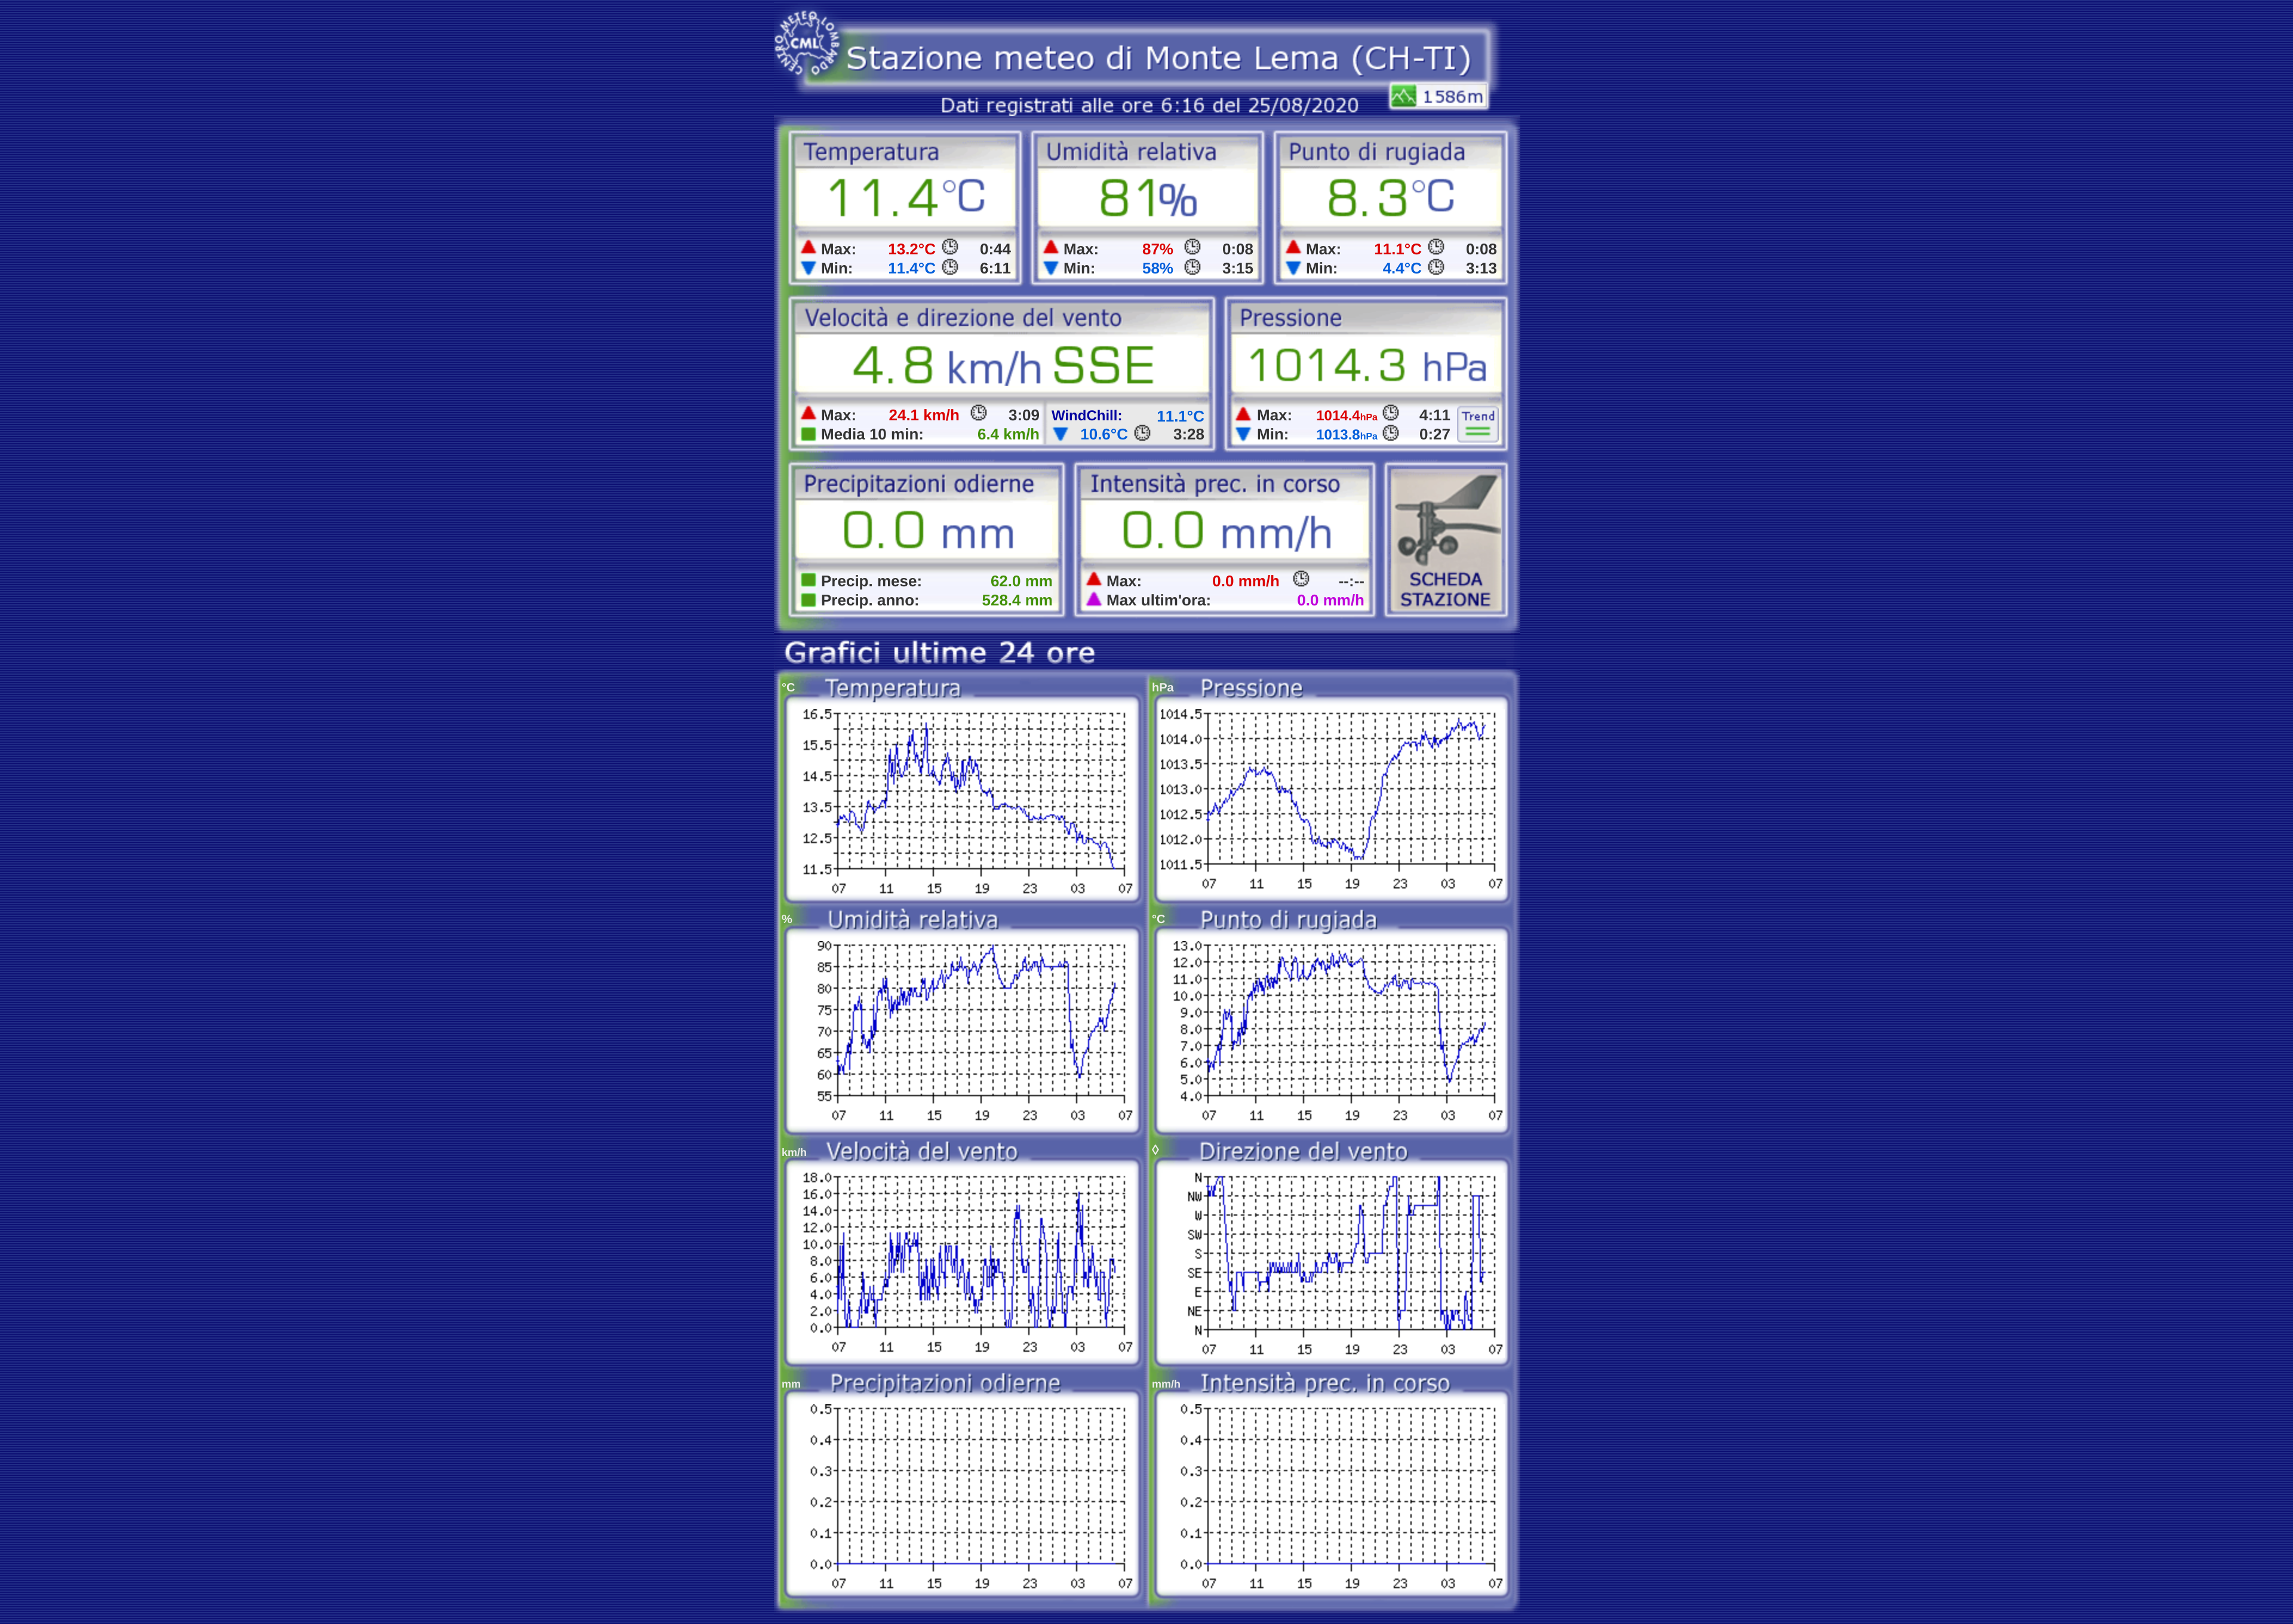 CENTRO METEO LOMBARDO
CML
Stazione meteo di Monte Lema (CH-TI)
1586m
Dati registrati alle ore 6:16 del 25/08/2020
Temperatura Umidità relativa Punto di rugiada
11.4°C 81% 8.3°C
Max: 13.2°C 0:44 Max: 87% 0:08 Max: 11.1°C 0:08
Min: 11.4°C 6:11 Min: 58% 3:15 Min: 4.4°C 3:13
Velocità e direzione del vento Pressione
4.8 km/h SSE 1014.3 hPa
Max: 24.1 km/h 3:09 WindChill: 11.1°C Max: 1014.4hPa 4:11 Trend
Media 10 min: 6.4 km/h 10.6°C 3:28 Min: 1013.8hPa 0:27
Precipitazioni odierne Intensità prec. in corso
0.0 mm 0.0 mm/h
Precip. mese: 62.0 mm Max: 0.0 mm/h --:-- SCHEDA
Precip. anno: 528.4 mm Max ultim'ora: 0.0 mm/h STAZIONE
Grafici ultime 24 ore
°C Temperatura
16.5
15.5
14.5
13.5
12.5
11.5
07 11 15 19 23 03 07
hPa Pressione
1014.5
1014.0
1013.5
1013.0
1012.5
1012.0
1011.5
07 11 15 19 23 03 07
% Umidità relativa
90
85
80
75
70
65
60
55
07 11 15 19 23 03 07
°C Punto di rugiada
13.0
12.0
11.0
10.0
9.0
8.0
7.0
6.0
5.0
4.0
07 11 15 19 23 03 07
km/h Velocità del vento
18.0
16.0
14.0
12.0
10.0
8.0
6.0
4.0
2.0
0.0
07 11 15 19 23 03 07
◊ Direzione del vento
N
NW
W
SW
S
SE
E
NE
N
07 11 15 19 23 03 07
mm Precipitazioni odierne
0.5
0.4
0.3
0.2
0.1
0.0
07 11 15 19 23 03 07
mm/h Intensità prec. in corso
0.5
0.4
0.3
0.2
0.1
0.0
07 11 15 19 23 03 07